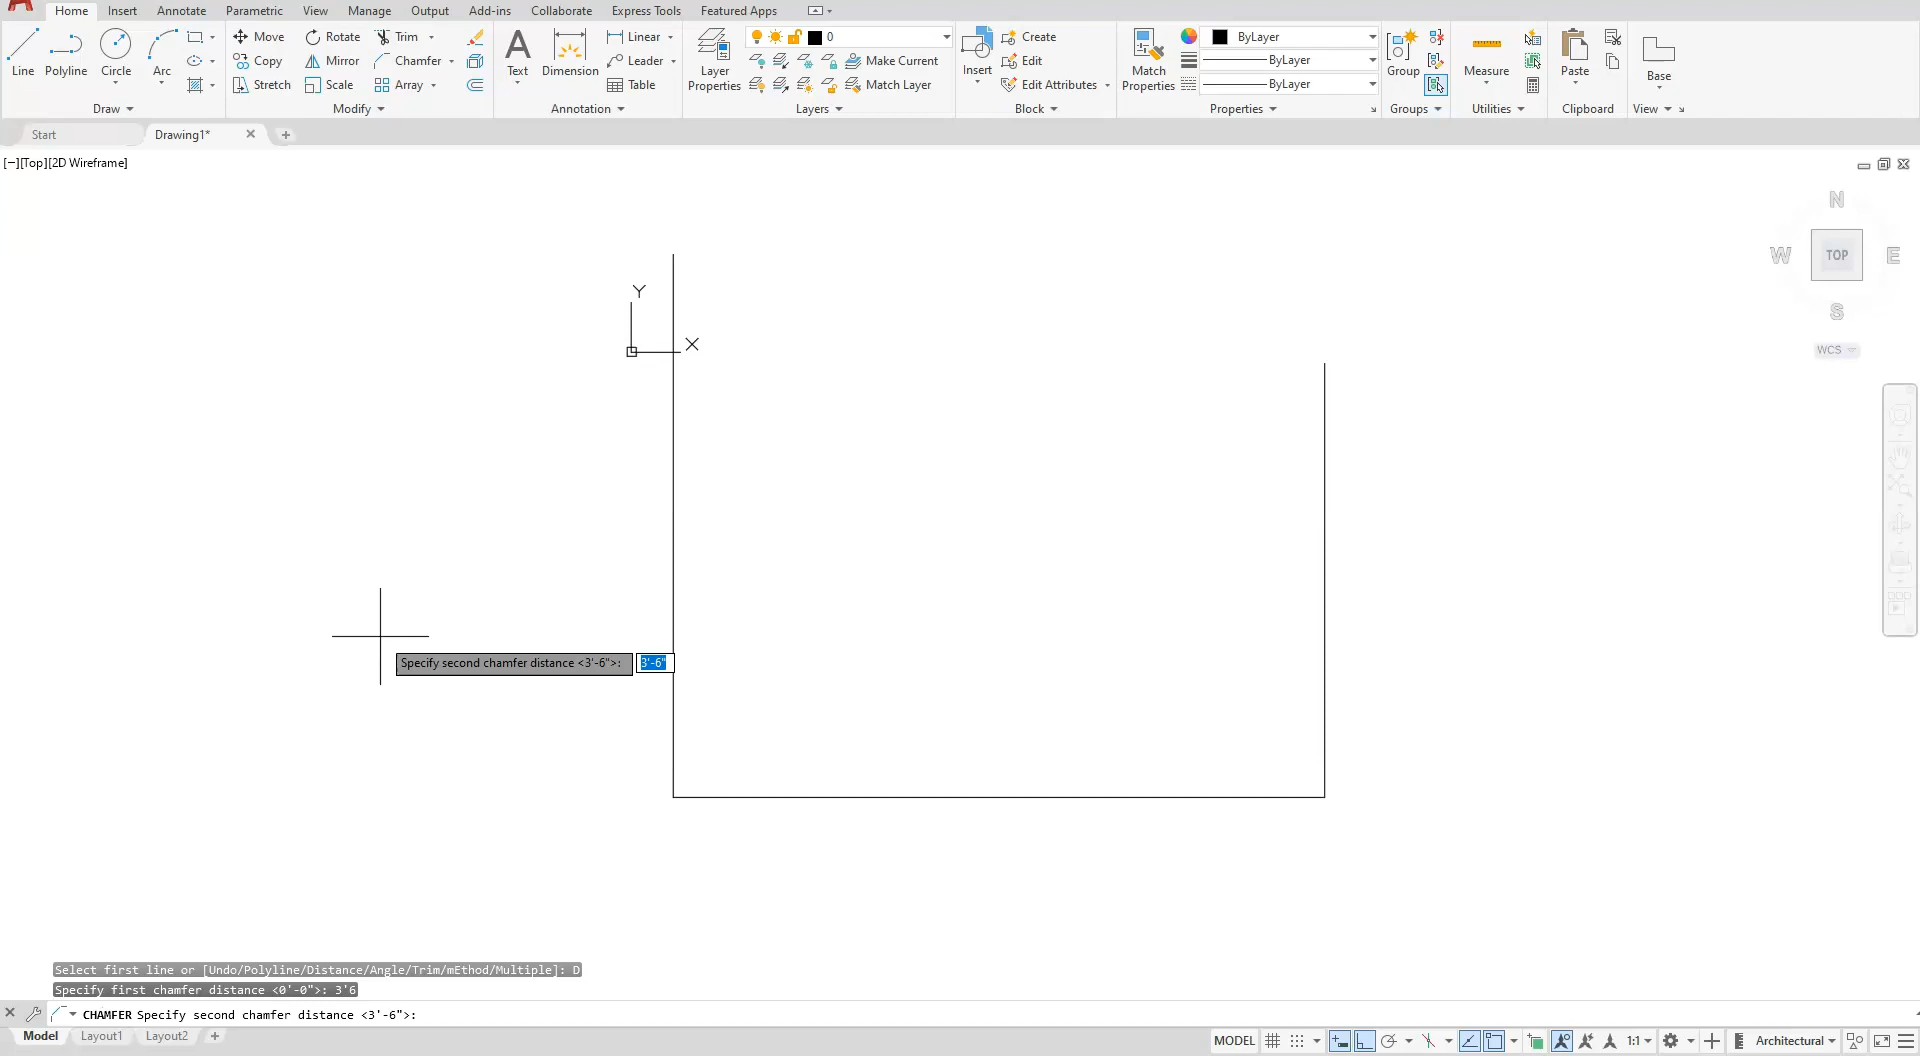 Home Insert Annotate Parametric View Manage Output Add-ins Collaborate Express Tools Featured Apps
Line Polyline Circle Arc
Move Rotate Trim
Copy Mirror Chamfer
Stretch Scale Array
Text Dimension
Linear
Leader
Table
Layer Properties
0
Make Current
Match Layer
Insert
Create
Edit
Edit Attributes
Match Properties
ByLayer
ByLayer
ByLayer
Group
Measure
Paste
Base
Draw Modify Annotation Layers Block Properties Groups Utilities Clipboard View
Start Drawing1*
[−][Top][2D Wireframe]
N
W TOP E
S
WCS
Y
X
Specify second chamfer distance <3'-6">: 3'-6"
Select first line or [Undo/Polyline/Distance/Angle/Trim/mEthod/Multiple]: D
Specify first chamfer distance <0'-0">: 3'6
CHAMFER Specify second chamfer distance <3'-6">:
Model Layout1 Layout2
MODEL 1:1 Architectural